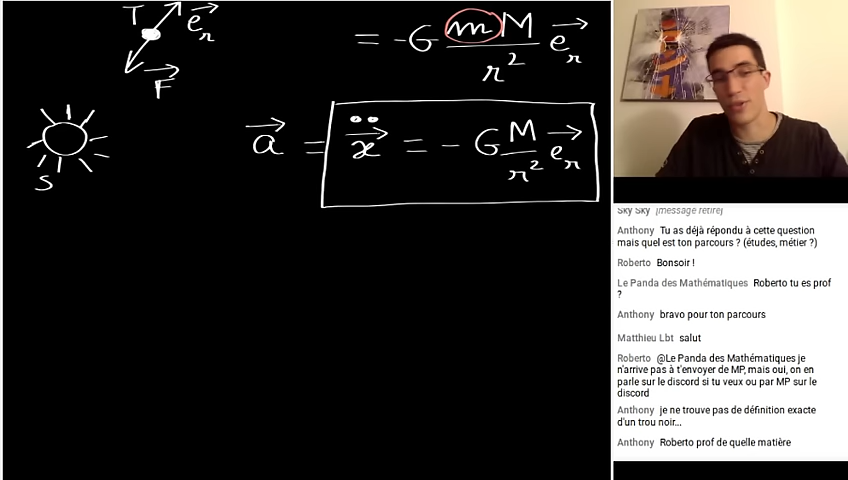 T
e⃗_r
F⃗
= -G mM/r² e⃗_r
S
a⃗ = ẍ⃗ = - G M/r² e⃗_r
Sky Sky [message retiré]
Anthony Tu as déjà répondu à cette question
mais quel est ton parcours ? (études, métier ?)
Roberto Bonsoir !
Le Panda des Mathématiques Roberto tu es prof
?
Anthony bravo pour ton parcours
Matthieu Lbt salut
Roberto @Le Panda des Mathématiques je
n'arrive pas à t'envoyer de MP, mais oui, on en
parle sur le discord si tu veux ou par MP sur le
discord
Anthony je ne trouve pas de définition exacte
d'un trou noir...
Anthony Roberto prof de quelle matière